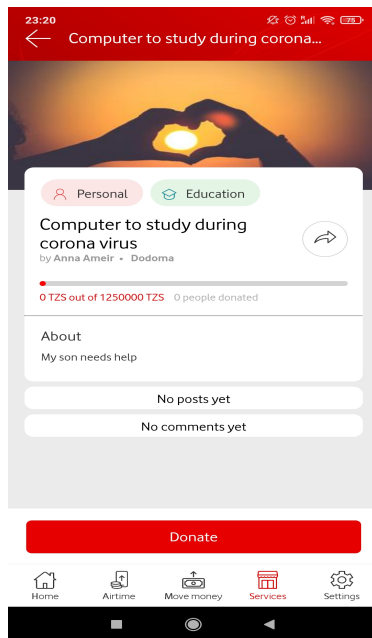 23:20
75
Computer to study during corona...
Personal
Education
Computer to study during
corona virus
by Anna Ameir • Dodoma
0 TZS out of 1250000 TZS 0 people donated
About
My son needs help
No posts yet
No comments yet
Donate
Home Airtime Move money Services Settings